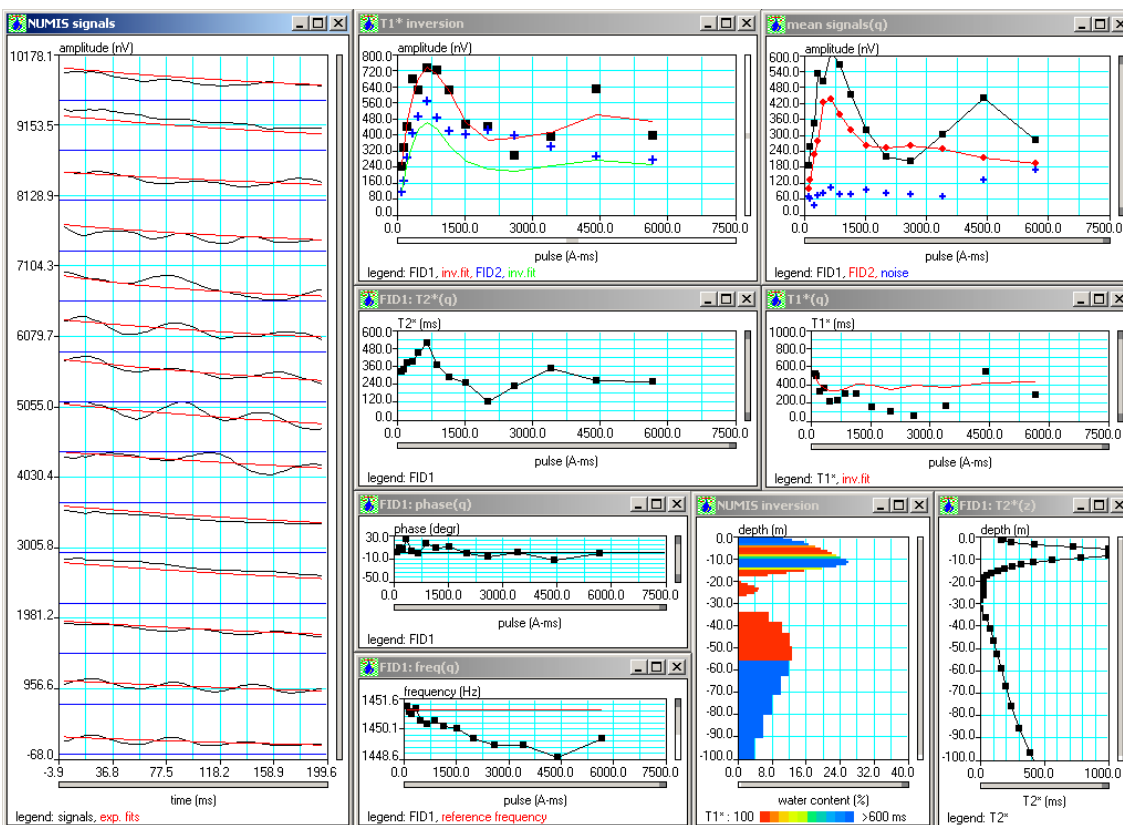 NUMIS signals
amplitude (nV)
10178.1
9153.5
8128.9
7104.3
6079.7
5055.0
4030.4
3005.8
1981.2
956.6
-68.0
-3.9 36.8 77.5 118.2 158.9 199.6
time (ms)
legend: signals, exp. fits
T1* inversion
amplitude (nV)
800.0
720.0
640.0
560.0
480.0
400.0
320.0
240.0
160.0
80.0
0.0
0.0 1500.0 3000.0 4500.0 6000.0 7500.0
pulse (A-ms)
legend: FID1, inv.fit, FID2, inv.fit
mean signals(q)
amplitude (nV)
600.0
540.0
480.0
420.0
360.0
300.0
240.0
180.0
120.0
60.0
0.0
0.0 1500.0 3000.0 4500.0 6000.0 7500.0
pulse (A-ms)
legend: FID1, FID2, noise
FID1: T2*(q)
T2* (ms)
600.0
480.0
360.0
240.0
120.0
0.0
0.0 1500.0 3000.0 4500.0 6000.0 7500.0
pulse (A-ms)
legend: FID1
T1*(q)
T1* (ms)
1000.0
800.0
600.0
400.0
200.0
0.0
0.0 1500.0 3000.0 4500.0 6000.0 7500.0
pulse (A-ms)
legend: T1*, inv.fit
FID1: phase(q)
phase (degr)
30.0
-10.0
-50.0
0.0 1500.0 3000.0 4500.0 6000.0 7500.0
pulse (A-ms)
legend: FID1
FID1: freq(q)
frequency (Hz)
1451.6
1450.1
1448.6
0.0 1500.0 3000.0 4500.0 6000.0 7500.0
pulse (A-ms)
legend: FID1, reference frequency
NUMIS inversion
depth (m)
0.0
-10.0
-20.0
-30.0
-40.0
-50.0
-60.0
-70.0
-80.0
-90.0
-100.0
0.0 8.0 16.0 24.0 32.0 40.0
water content (%)
T1* : 100 >600 ms
FID1: T2*(z)
depth (m)
0.0
-10.0
-20.0
-30.0
-40.0
-50.0
-60.0
-70.0
-80.0
-90.0
-100.0
0.0 500.0 1000.0
T2* (ms)
legend: T2*